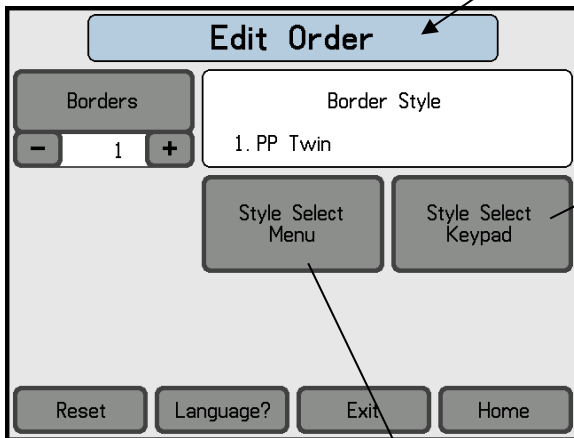 Edit Order
Borders
Border Style
- 1 +
1. PP Twin
Style Select
Menu
Style Select
Keypad
Reset
Language?
Exit
Home